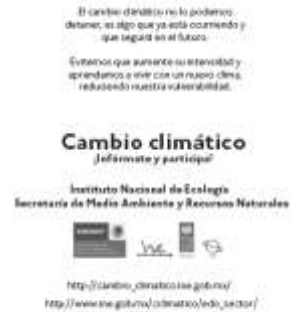 El cambio climático no lo podemos
detener, es algo que ya está ocurriendo y
que seguirá en el futuro.
Evitemos que aumente su intensidad y
aprendamos a vivir con un nuevo clima,
reduciendo nuestra vulnerabilidad.
Cambio climático
¡Infórmate y participa!
Instituto Nacional de Ecología
Secretaría de Medio Ambiente y Recursos Naturales
ine
http://cambio_climatico.ine.gob.mx/
http://www.ine.gob.mx/cclimatico/edo_sector/